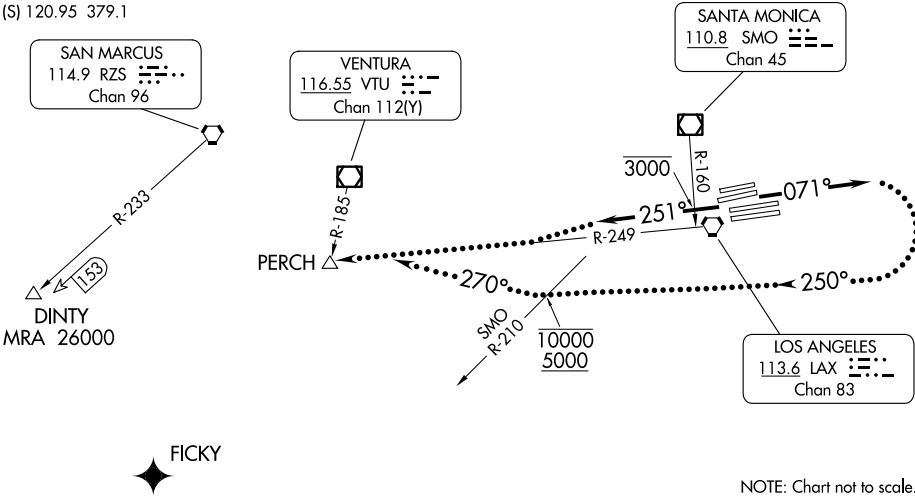 (S) 120.95 379.1
SAN MARCUS
114.9 RZS
Chan 96
VENTURA
116.55 VTU
Chan 112(Y)
SANTA MONICA
110.8 SMO
Chan 45
R-233
R-185
3000
R-160
071°
251°
R-249
PERCH
153
270°
250°
DINTY
MRA 26000
SMO
R-210
10000
5000
LOS ANGELES
113.6 LAX
Chan 83
FICKY
NOTE: Chart not to scale.